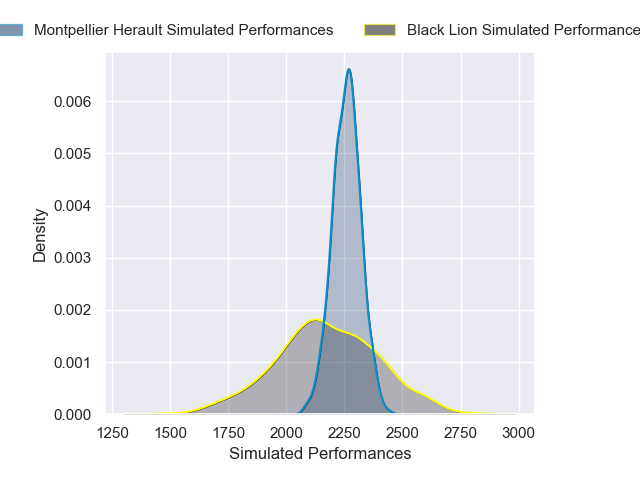 Montpellier Herault Simulated Performances Black Lion Simulated Performance
0.006
0.005
0.004
0.003
0.002
0.001
0.000
Density
1250 1500 1750 2000 2250 2500 2750 3000
Simulated Performances